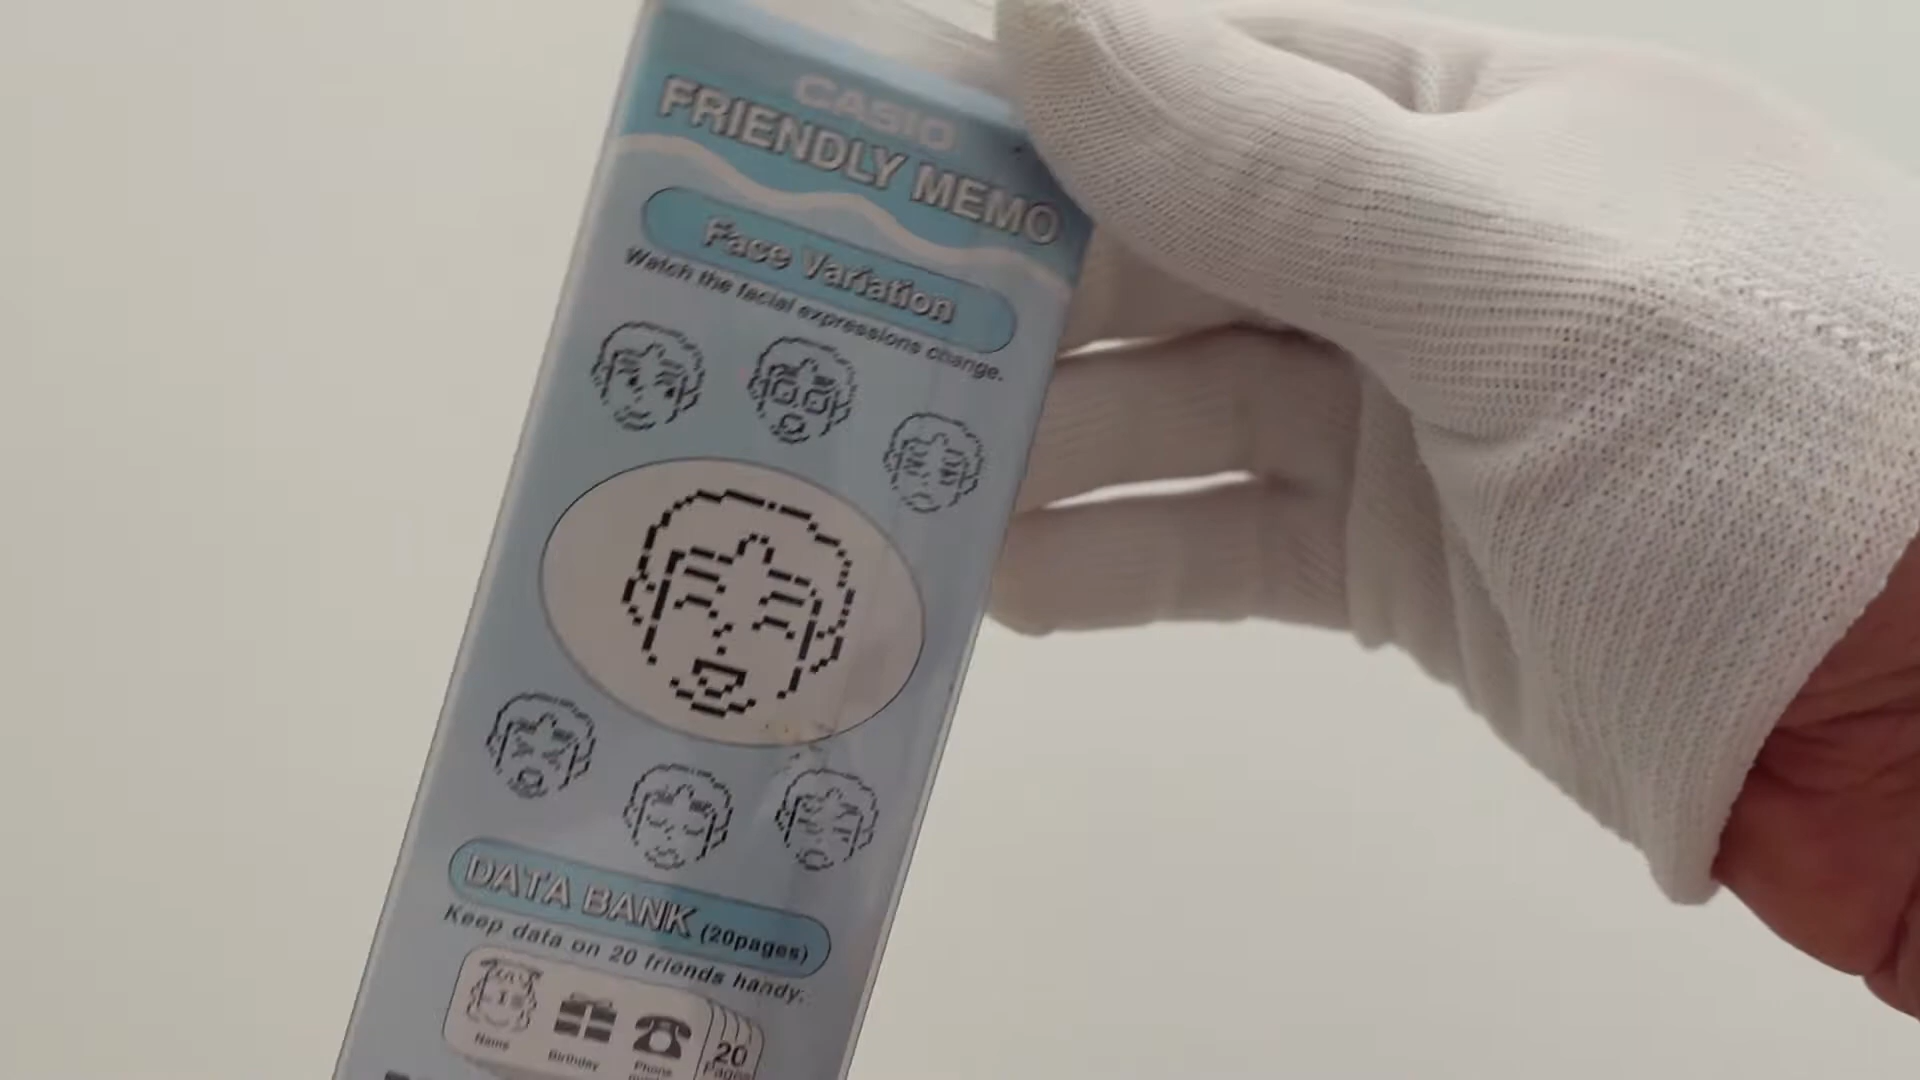 CASIO
FRIENDLY MEMO
Face Variation
Watch the facial expressions change.
DATA BANK (20pages)
Keep data on 20 friends handy.
Name
Birthday
Phone
20
Pages